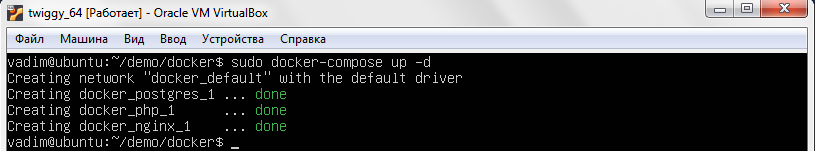 twiggy_64 [Работает] - Oracle VM VirtualBox
Файл Машина Вид Ввод Устройства Справка
vadim@ubuntu:~/demo/docker$ sudo docker-compose up -d
Creating network "docker_default" with the default driver
Creating docker_postgres_1 ... done
Creating docker_php_1      ... done
Creating docker_nginx_1    ... done
vadim@ubuntu:~/demo/docker$ _